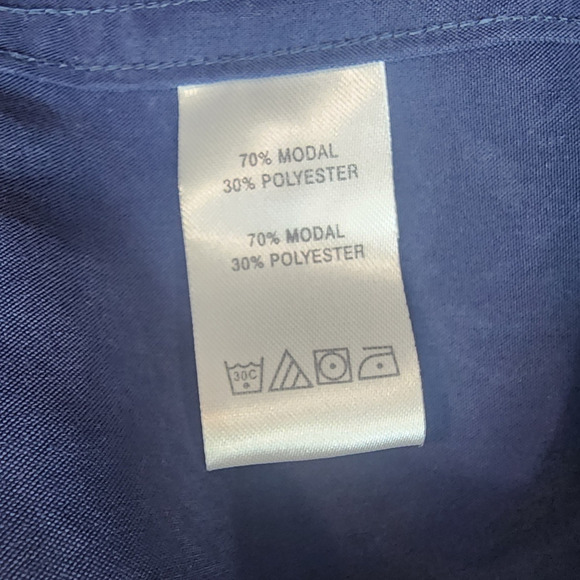 70% MODAL
30% POLYESTER
70% MODAL
30% POLYESTER
30C